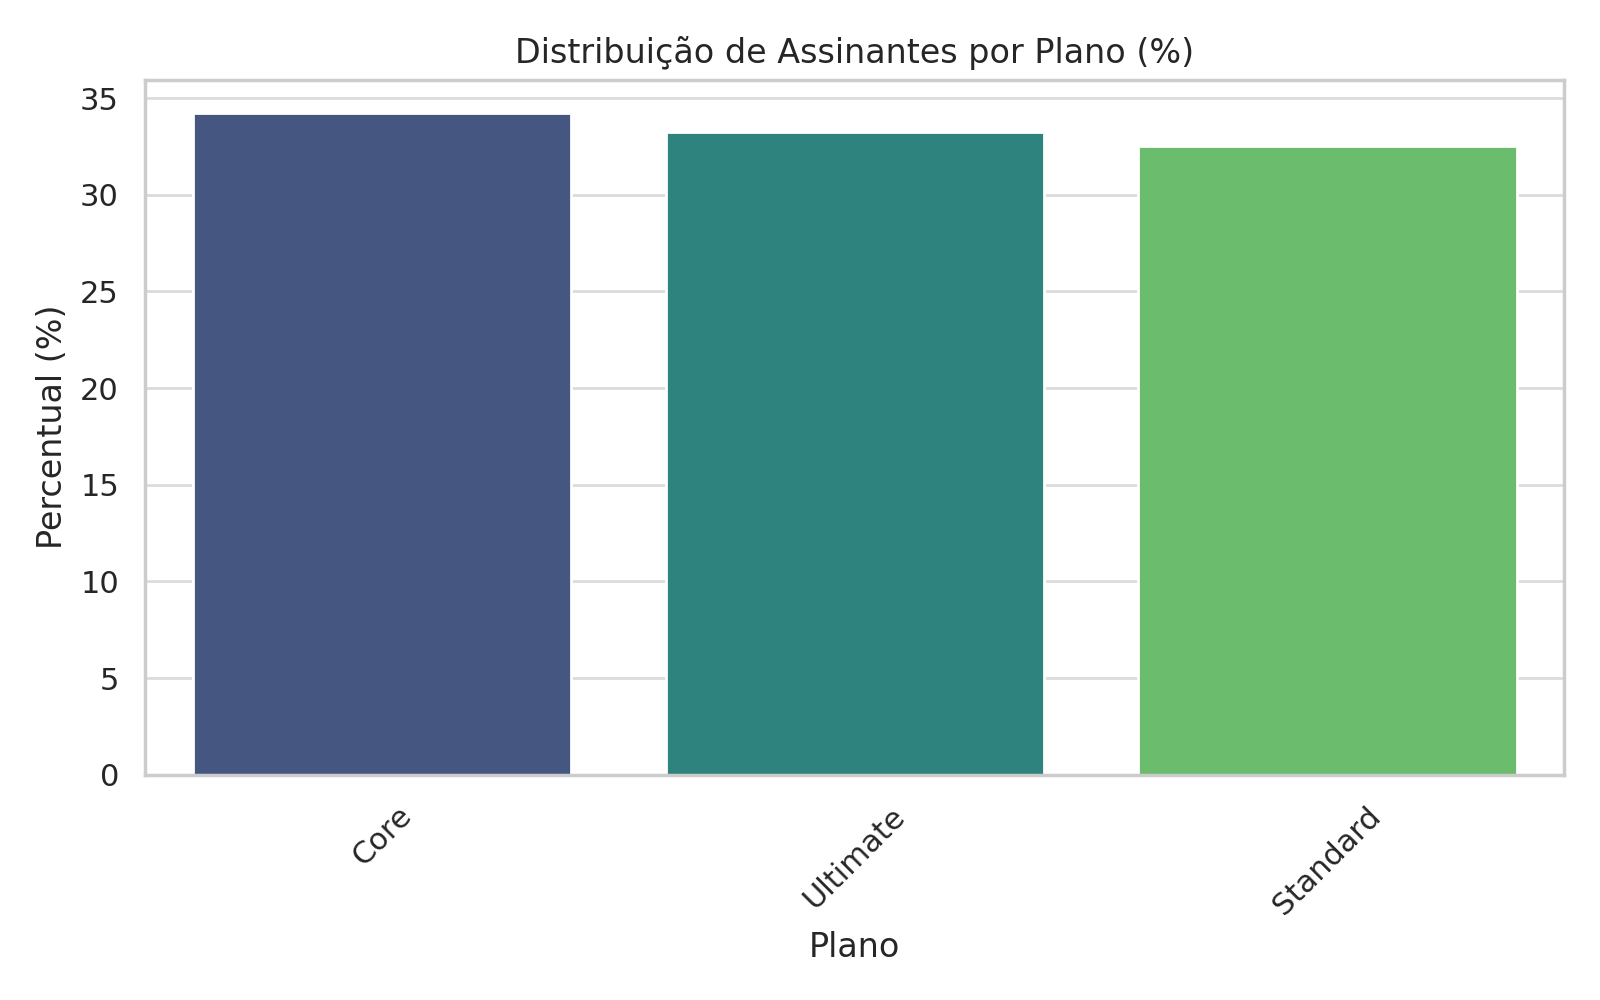 Distribuição de Assinantes por Plano (%)
Percentual (%)
35
30
25
20
15
10
5
0
Core
Ultimate
Standard
Plano